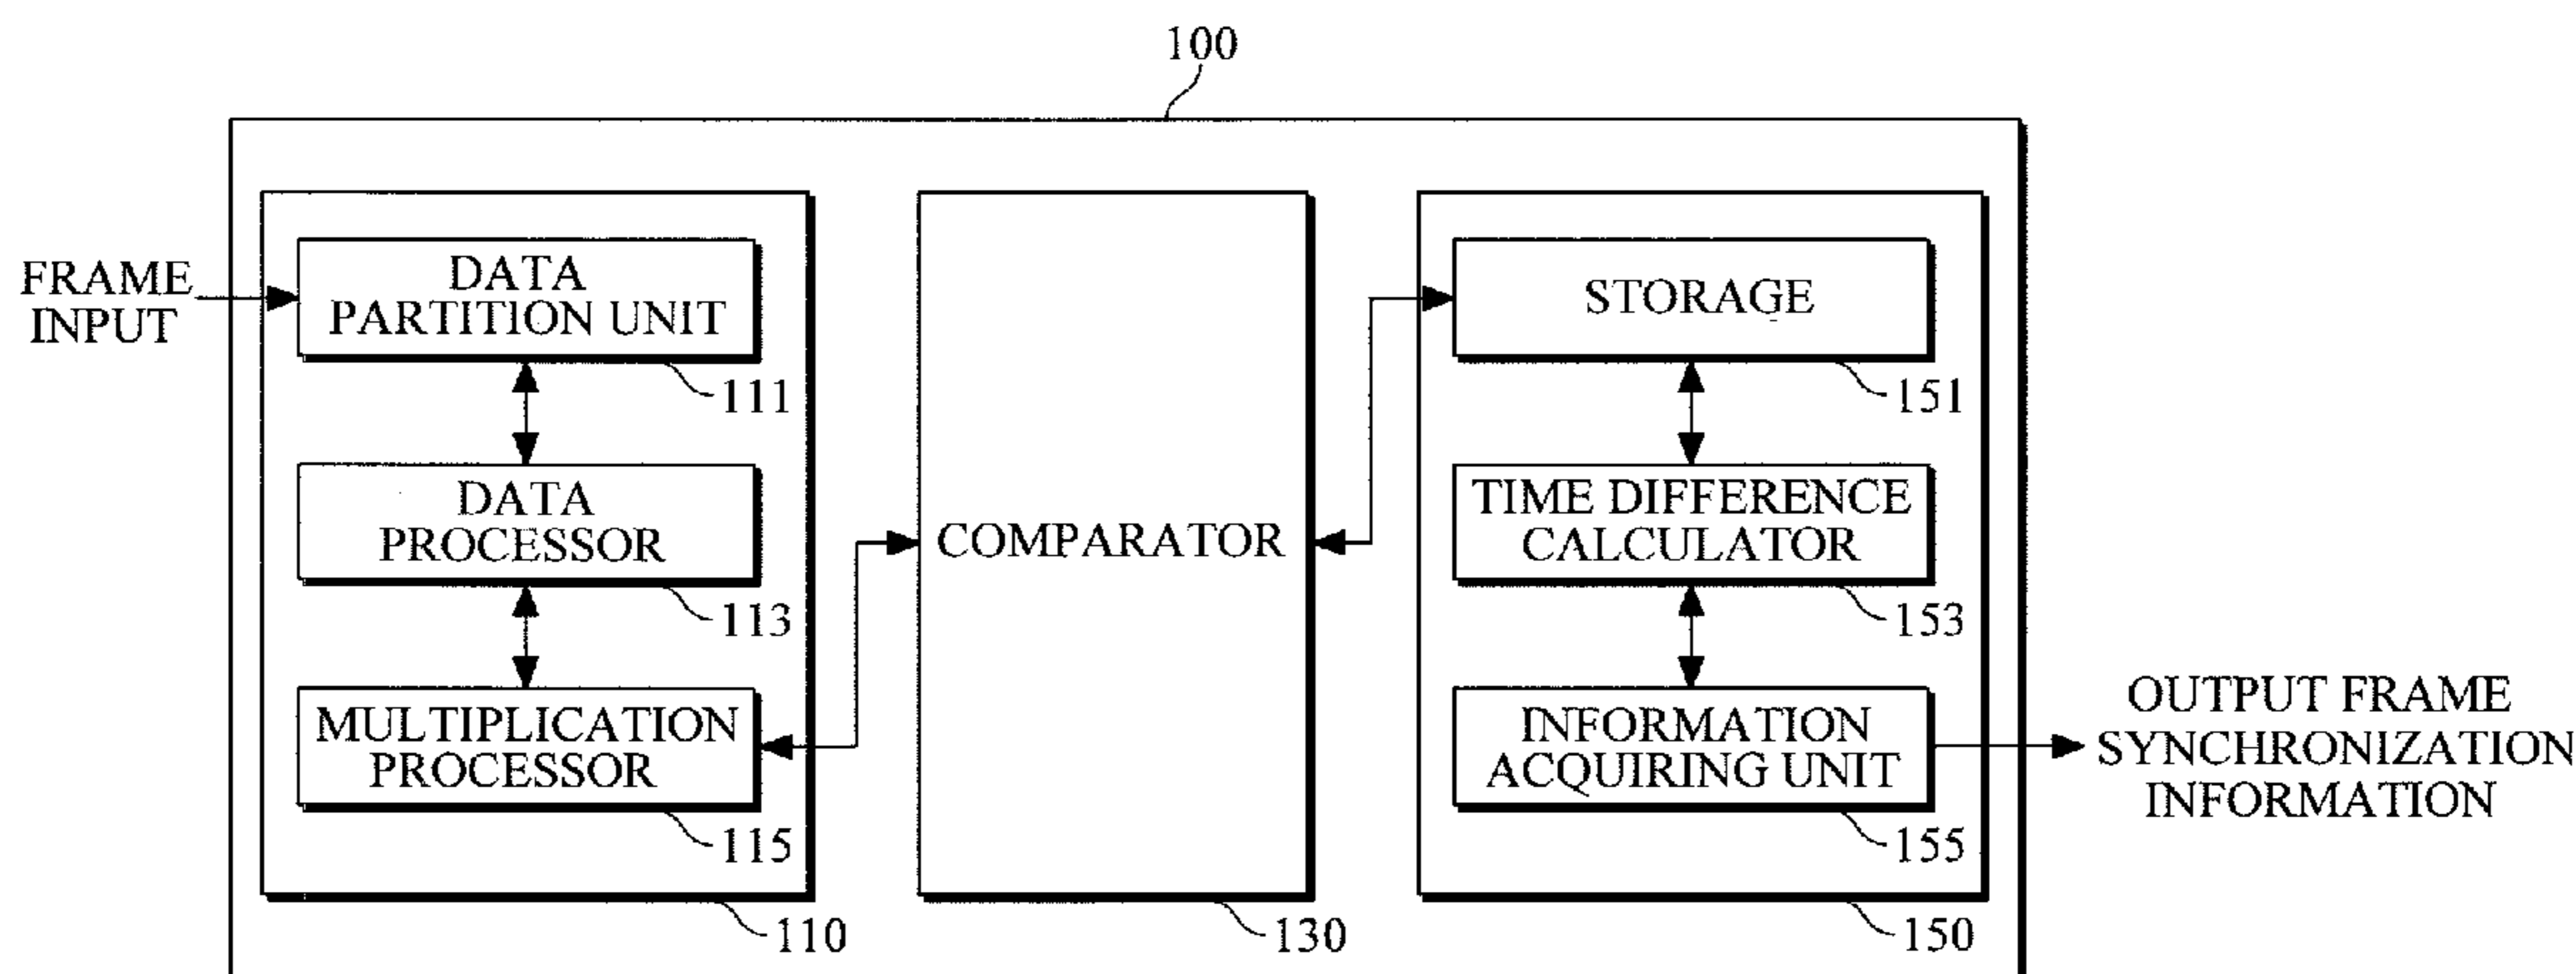 100
FRAME
INPUT
DATA
PARTITION UNIT
111
DATA
PROCESSOR
113
MULTIPLICATION
PROCESSOR
115
110
COMPARATOR
130
STORAGE
151
TIME DIFFERENCE
CALCULATOR
153
INFORMATION
ACQUIRING UNIT
155
150
OUTPUT FRAME
SYNCHRONIZATION
INFORMATION